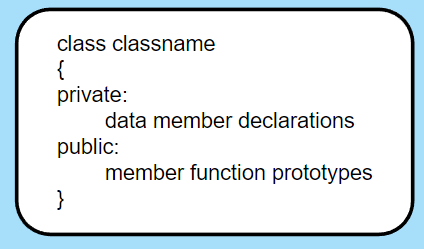 class classname
{
private:
data member declarations
public:
member function prototypes
}